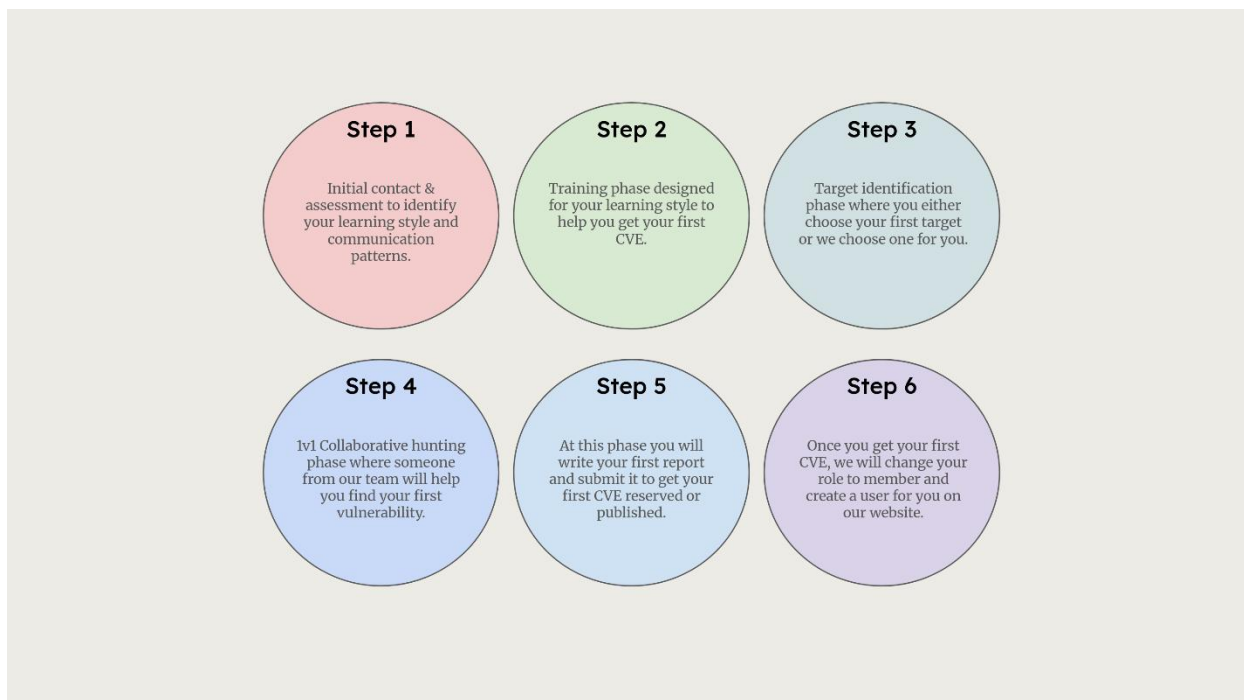 Step 1
Initial contact &
assessment to identify
your learning style and
communication
patterns.
Step 2
Training phase designed
for your learning style to
help you get your first
CVE.
Step 3
Target identification
phase where you either
choose your first target
or we choose one for you.
Step 4
1v1 Collaborative hunting
phase where someone
from our team will help
you find your first
vulnerability.
Step 5
At this phase you will
write your first report
and submit it to get your
first CVE reserved or
published.
Step 6
Once you get your first
CVE, we will change your
role to member and
create a user for you on
our website.